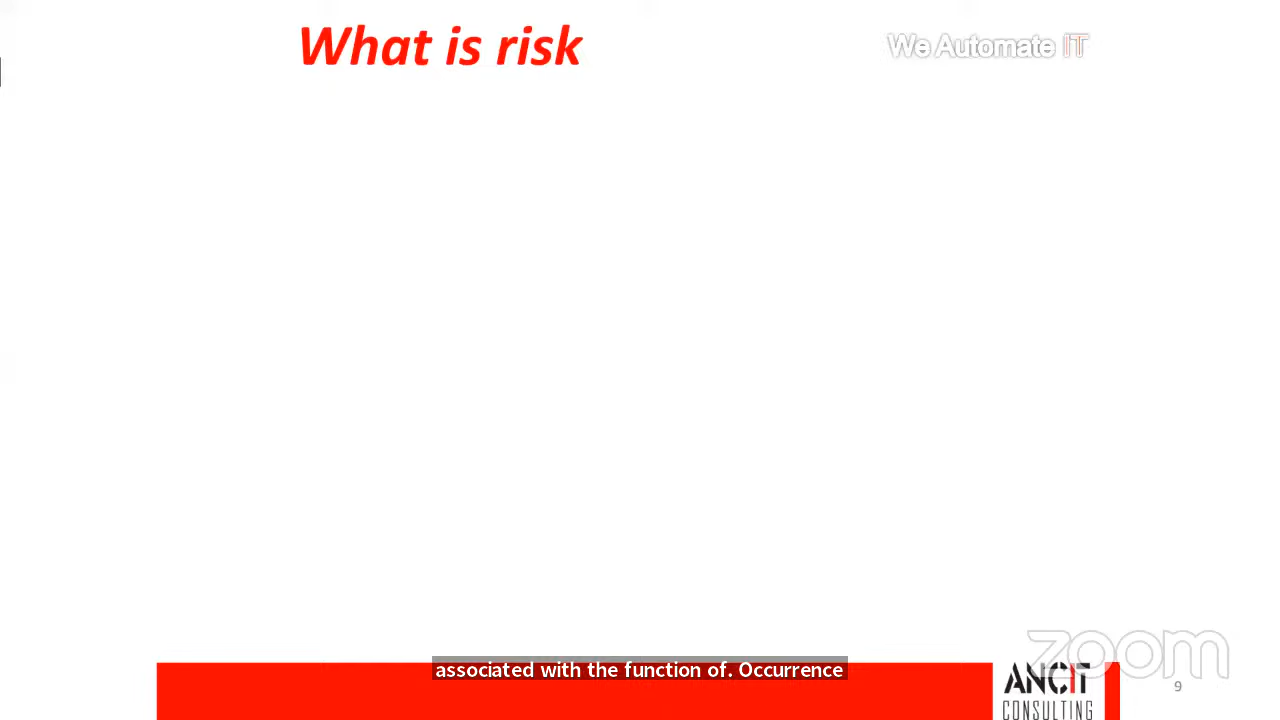 What is risk
We Automate IT
zoom
associated with the function of. Occurrence
ANCIT
CONSULTING
9